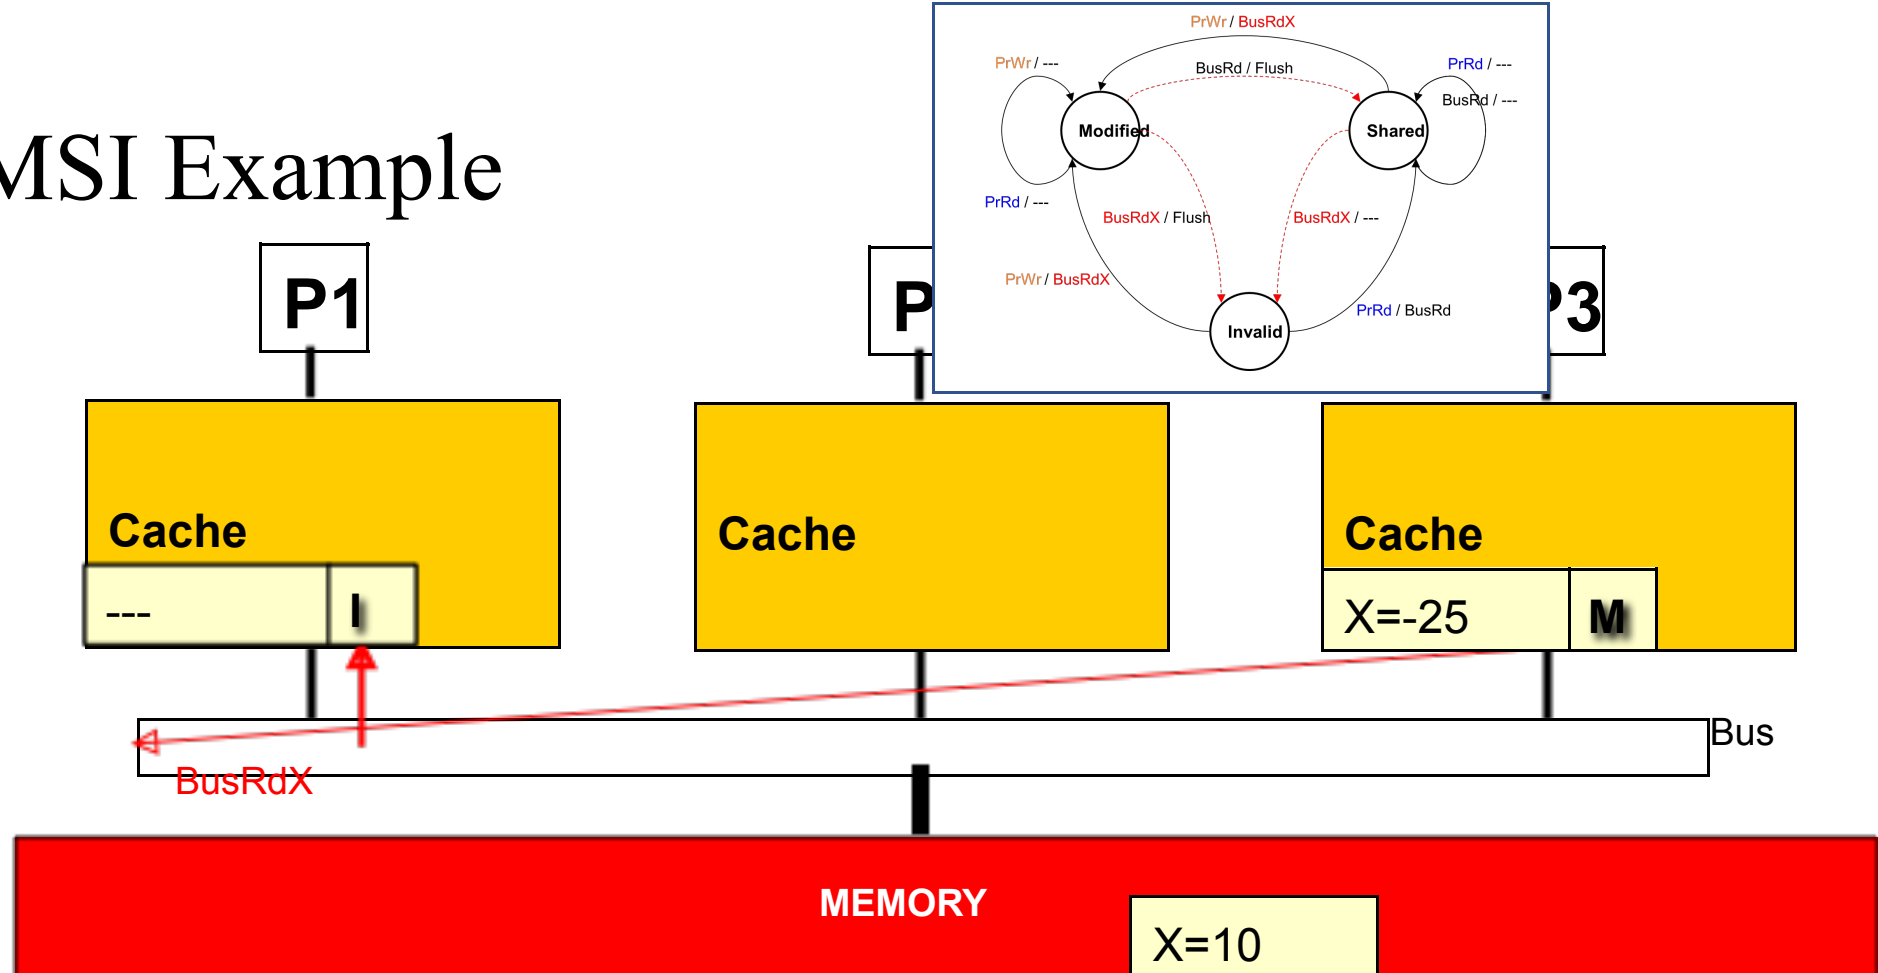 MSI Example
PrWr / BusRdX
PrWr / ---
BusRd / Flush
PrRd / ---
BusRd / ---
Modified
Shared
PrRd / ---
BusRdX / Flush
BusRdX / ---
PrWr / BusRdX
PrRd / BusRd
Invalid
P1
P
P3
Cache
Cache
Cache
--- I
X=-25 M
Bus
BusRdX
MEMORY
X=10